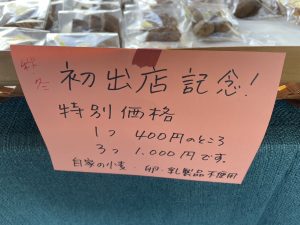 初出店記念!
特別価格
1つ 400円のところ
3つ 1,000円です。
自家の小麦・卵・乳製品不使用